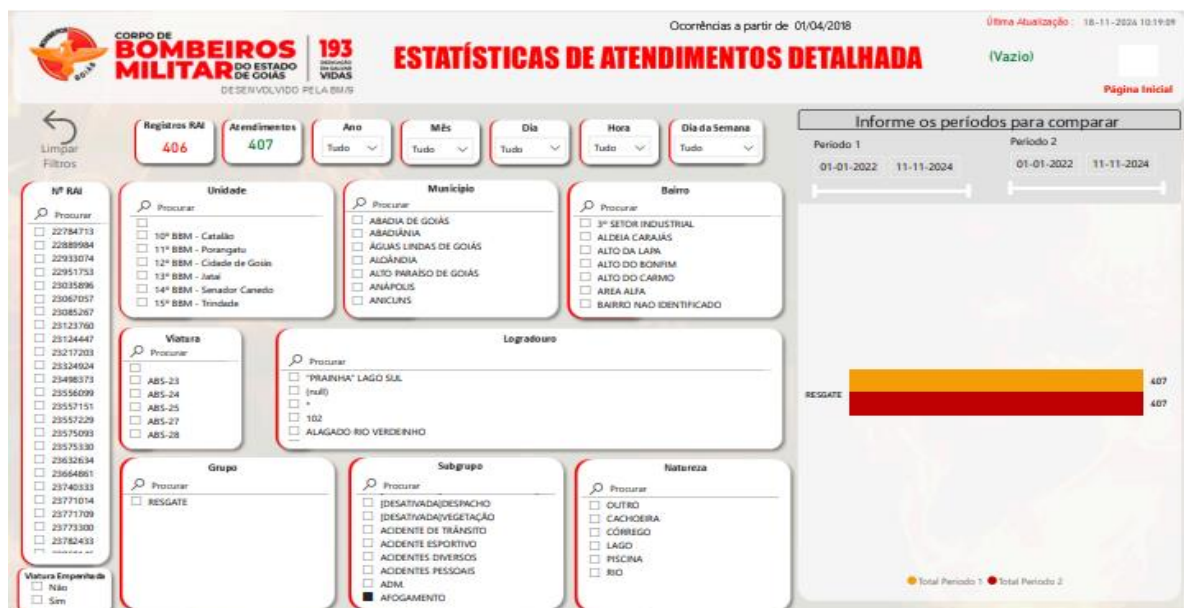 Ocorrências a partir de 01/04/2018
Última Atualização : 18-11-2024 10:19:09
CORPO DE
BOMBEIROS
MILITAR DO ESTADO DE GOIÁS
193
VIDAS
BOMBEIROS
GOIÁS
DESENVOLVIDO PELA BM/9
ESTATÍSTICAS DE ATENDIMENTOS DETALHADA
(Vazio)
Página Inicial
Limpar
Filtros
Registros RAI
406
Atendimentos
407
Ano
Tudo
Mês
Tudo
Dia
Tudo
Hora
Tudo
Dia da Semana
Tudo
Informe os períodos para comparar
Periodo 1
01-01-2022 11-11-2024
Periodo 2
01-01-2022 11-11-2024
Nº RAI
Procurar
22784713
22889984
22933074
22951753
23035896
23067057
23085267
23123760
23124447
23217203
23324924
23498373
23556099
23557151
23557229
23575093
23575330
23632634
23664861
23740333
23771014
23771709
23773300
23782433
Unidade
Procurar
10º BBM - Catalão
11º BBM - Porangatu
12º BBM - Cidade de Goiás
13º BBM - Jataí
14º BBM - Senador Canedo
15º BBM - Trindade
Município
Procurar
ABADIA DE GOIÁS
ABADIÂNIA
ÁGUAS LINDAS DE GOIÁS
ALOÂNDIA
ALTO PARAÍSO DE GOIÁS
ANÁPOLIS
ANICUNS
Bairro
Procurar
3º SETOR INDUSTRIAL
ALDEIA CARAJÁS
ALTO DA LAPA
ALTO DO BONFIM
ALTO DO CARMO
AREA ALFA
BAIRRO NAO IDENTIFICADO
Viatura
Procurar
ABS-23
ABS-24
ABS-25
ABS-27
ABS-28
Logradouro
Procurar
"PRAINHA" LAGO SUL
(null)
*
102
ALAGADO RIO VERDEINHO
RESGATE
407
407
Grupo
Procurar
RESGATE
Subgrupo
Procurar
[DESATIVADA]DESPACHO
[DESATIVADA]VEGETAÇÃO
ACIDENTE DE TRÂNSITO
ACIDENTE ESPORTIVO
ACIDENTES DIVERSOS
ACIDENTES PESSOAIS
ADM.
AFOGAMENTO
Natureza
Procurar
OUTRO
CACHOEIRA
CÓRREGO
LAGO
PISCINA
RIO
Viatura Empenhada
Não
Sim
Total Periodo 1 Total Periodo 2